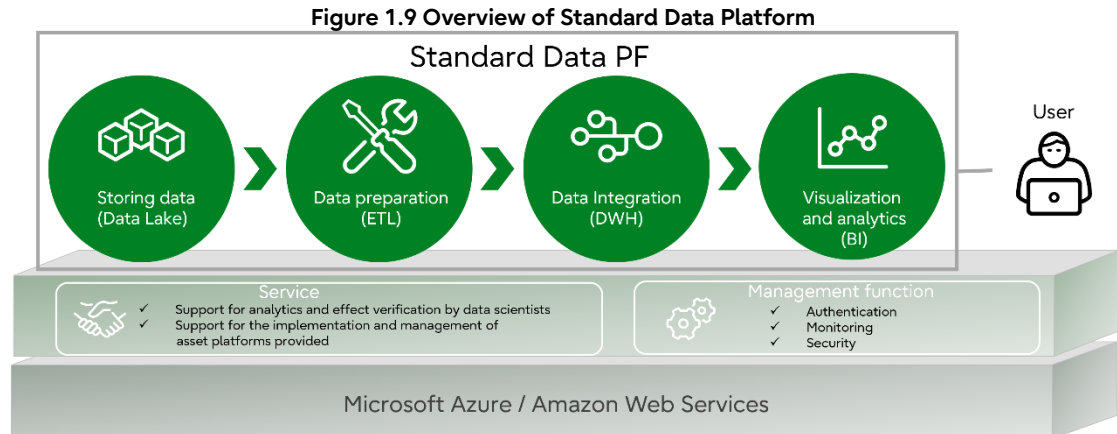 Figure 1.9 Overview of Standard Data Platform
Standard Data PF
Storing data
(Data Lake)
Data preparation
(ETL)
Data Integration
(DWH)
Visualization
and analytics
(BI)
User
Service
✓ Support for analytics and effect verification by data scientists
✓ Support for the implementation and management of
asset platforms provided
Management function
✓ Authentication
✓ Monitoring
✓ Security
Microsoft Azure / Amazon Web Services